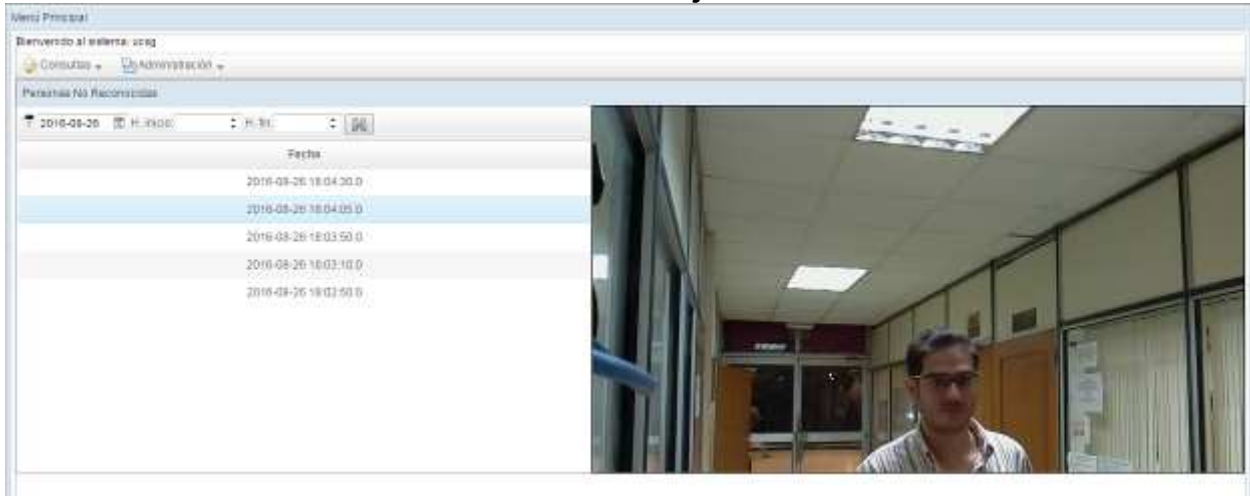 Menú Principal
Bienvenido al sistema: ucsg
Consultas Administración
Personas No Reconocidas
2016-08-26 H. Inicio: H. fin:
Fecha
2016-08-26 18:04:30.0
2016-08-26 18:04:05.0
2016-08-26 18:03:50.0
2016-08-26 18:03:10.0
2016-08-26 18:02:50.0